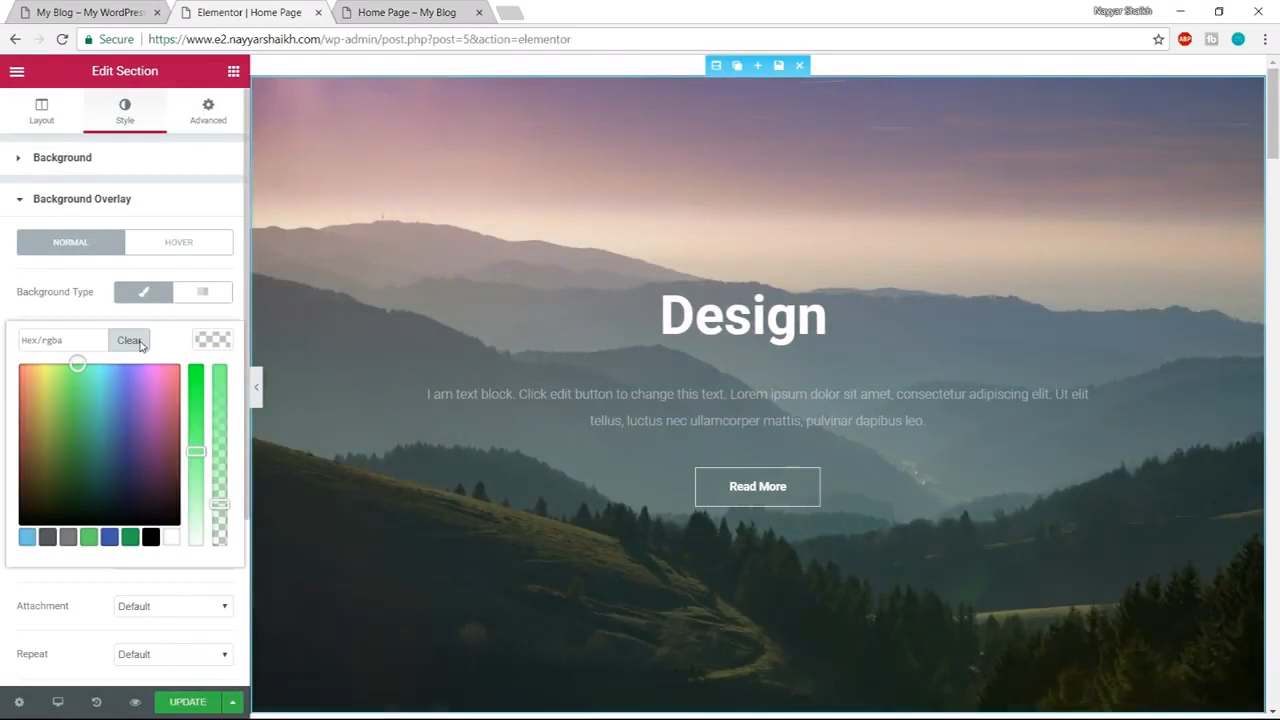 My Blog – My WordPres
Elementor | Home Page
Home Page – My Blog
Nayyar Shaikh
Secure
https://www.e2.nayyarshaikh.com/wp-admin/post.php?post=5&action=elementor
ABP
Edit Section
Layout
Style
Advanced
Background
Background Overlay
NORMAL
HOVER
Background Type
Hex/rgba
Clear
Attachment
Default
Repeat
Default
UPDATE
Design
I am text block. Click edit button to change this text. Lorem ipsum dolor sit amet, consectetur adipiscing elit. Ut elit
tellus, luctus nec ullamcorper mattis, pulvinar dapibus leo.
Read More